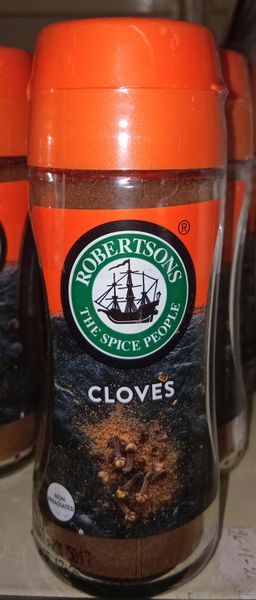 ROBERTSONS
®
THE SPICE PEOPLE
CLOVES
NON
IRRADIATED